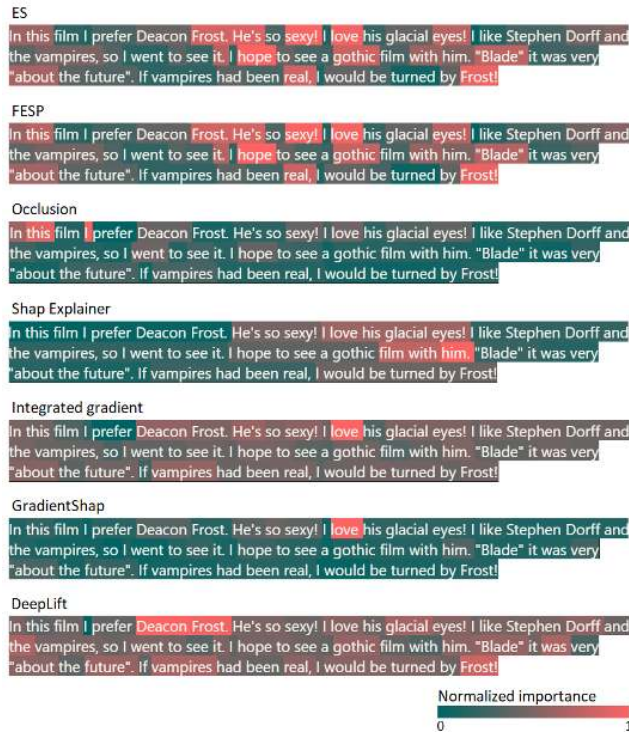 ES
In this film I prefer Deacon Frost. He's so sexy! I love his glacial eyes! I like Stephen Dorff and
the vampires, so I went to see it. I hope to see a gothic film with him. "Blade" it was very
"about the future". If vampires had been real, I would be turned by Frost!
FESP
In this film I prefer Deacon Frost. He's so sexy! I love his glacial eyes! I like Stephen Dorff and
the vampires, so I went to see it. I hope to see a gothic film with him. "Blade" it was very
"about the future". If vampires had been real, I would be turned by Frost!
Occlusion
In this film I prefer Deacon Frost. He's so sexy! I love his glacial eyes! I like Stephen Dorff and
the vampires, so I went to see it. I hope to see a gothic film with him. "Blade" it was very
"about the future". If vampires had been real, I would be turned by Frost!
Shap Explainer
In this film I prefer Deacon Frost. He's so sexy! I love his glacial eyes! I like Stephen Dorff and
the vampires, so I went to see it. I hope to see a gothic film with him. "Blade" it was very
"about the future". If vampires had been real, I would be turned by Frost!
Integrated gradient
In this film I prefer Deacon Frost. He's so sexy! I love his glacial eyes! I like Stephen Dorff and
the vampires, so I went to see it. I hope to see a gothic film with him. "Blade" it was very
"about the future". If vampires had been real, I would be turned by Frost!
GradientShap
In this film I prefer Deacon Frost. He's so sexy! I love his glacial eyes! I like Stephen Dorff and
the vampires, so I went to see it. I hope to see a gothic film with him. "Blade" it was very
"about the future". If vampires had been real, I would be turned by Frost!
DeepLift
In this film I prefer Deacon Frost. He's so sexy! I love his glacial eyes! I like Stephen Dorff and
the vampires, so I went to see it. I hope to see a gothic film with him. "Blade" it was very
"about the future". If vampires had been real, I would be turned by Frost!
Normalized importance
0 1